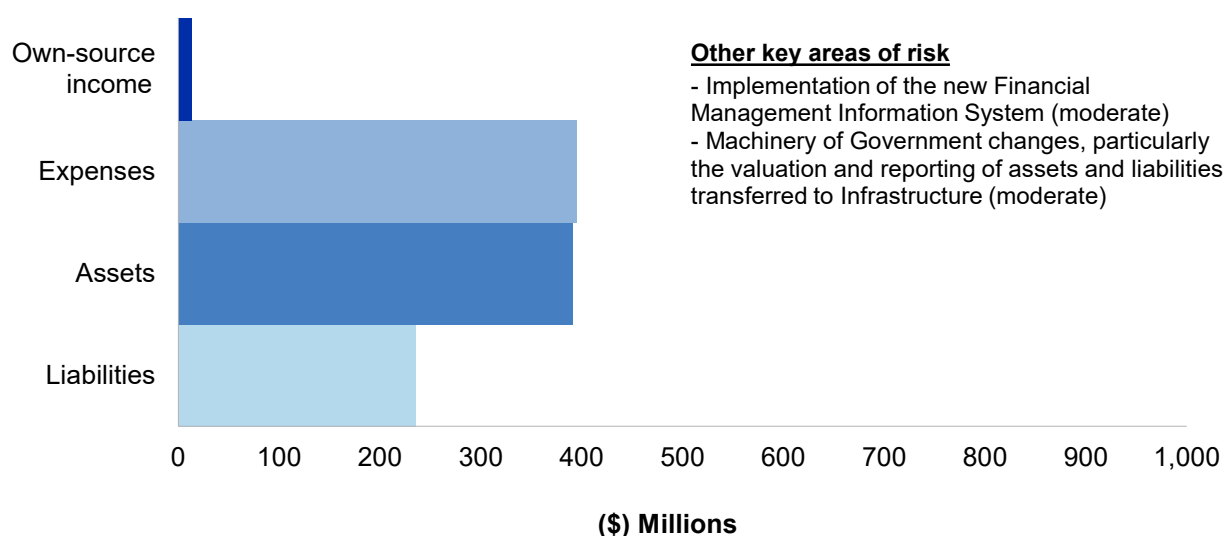 Own-source
income
Expenses
Assets
Liabilities
Other key areas of risk
- Implementation of the new Financial
Management Information System (moderate)
- Machinery of Government changes, particularly
the valuation and reporting of assets and liabilities
transferred to Infrastructure (moderate)
0 100 200 300 400 500 600 700 800 900 1,000
($) Millions